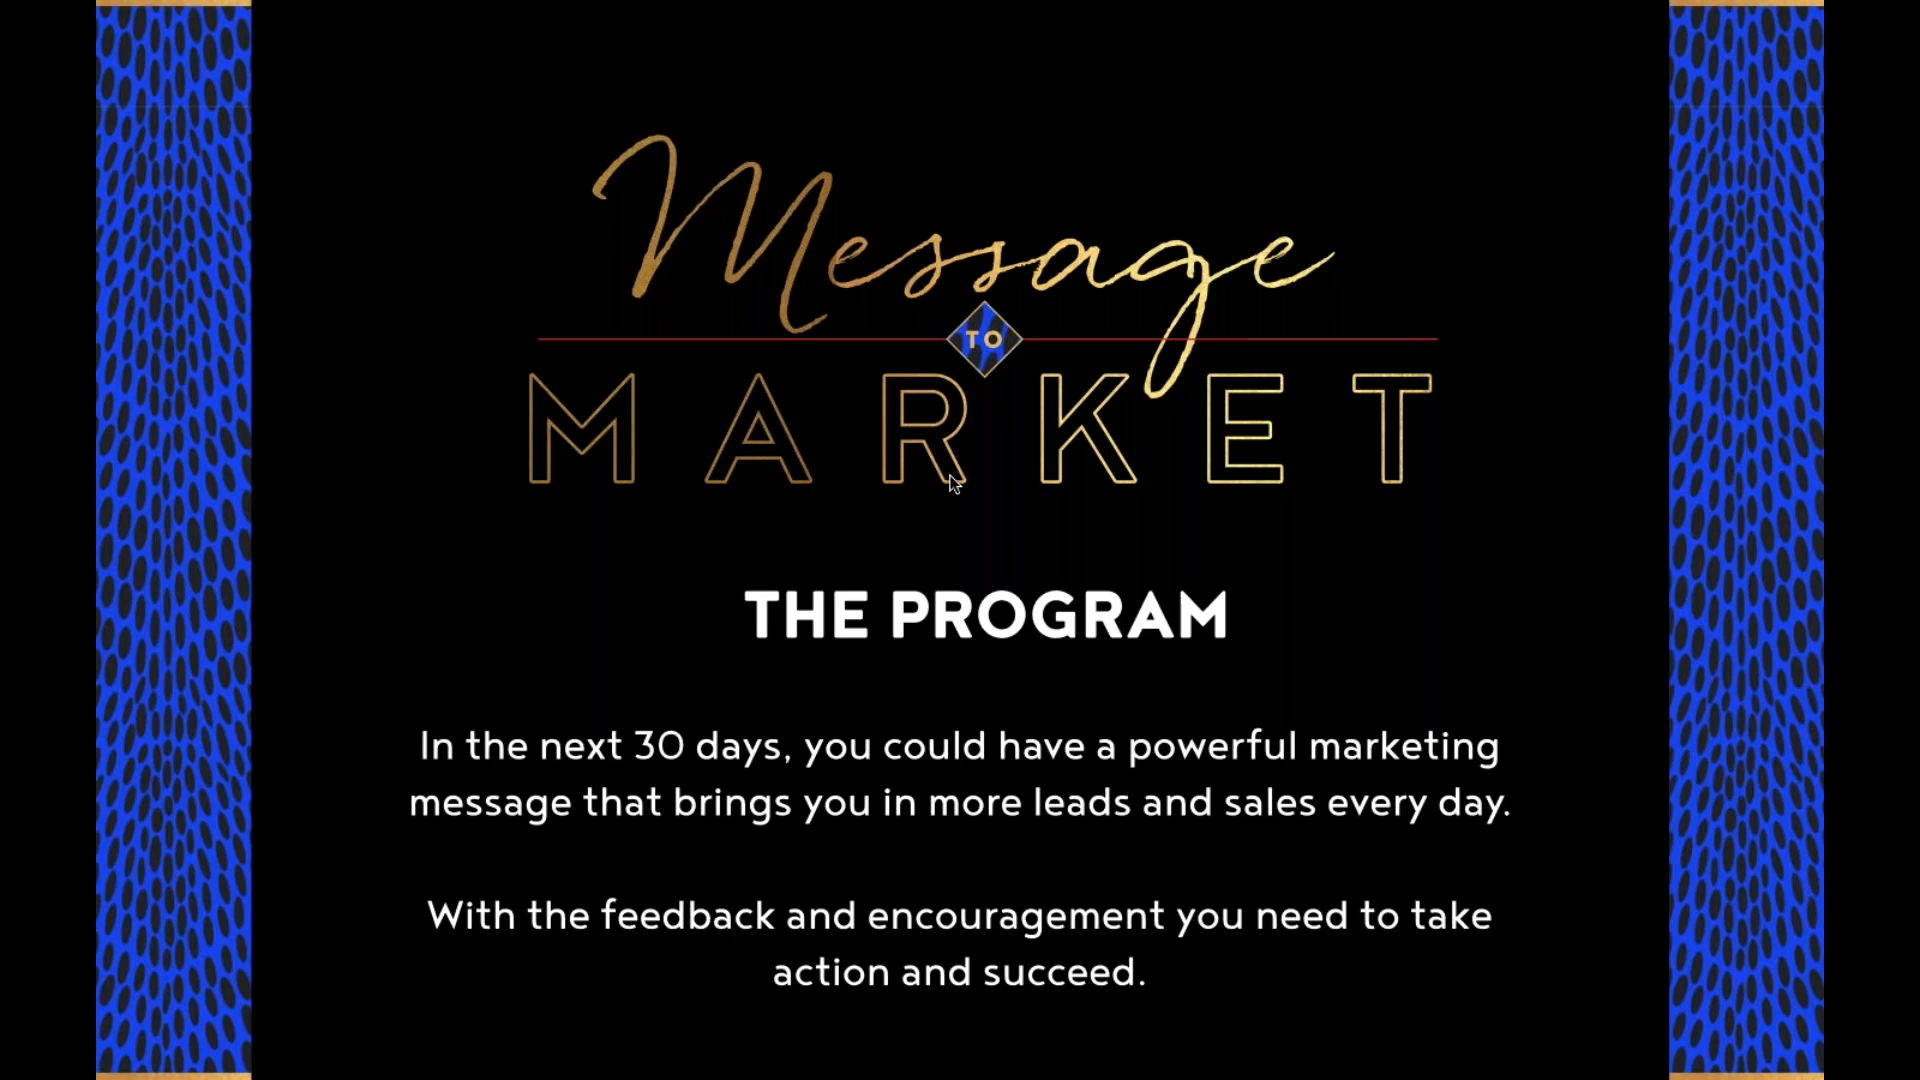 Message
TO
MARKET
THE PROGRAM
In the next 30 days, you could have a powerful marketing
message that brings you in more leads and sales every day.
With the feedback and encouragement you need to take
action and succeed.